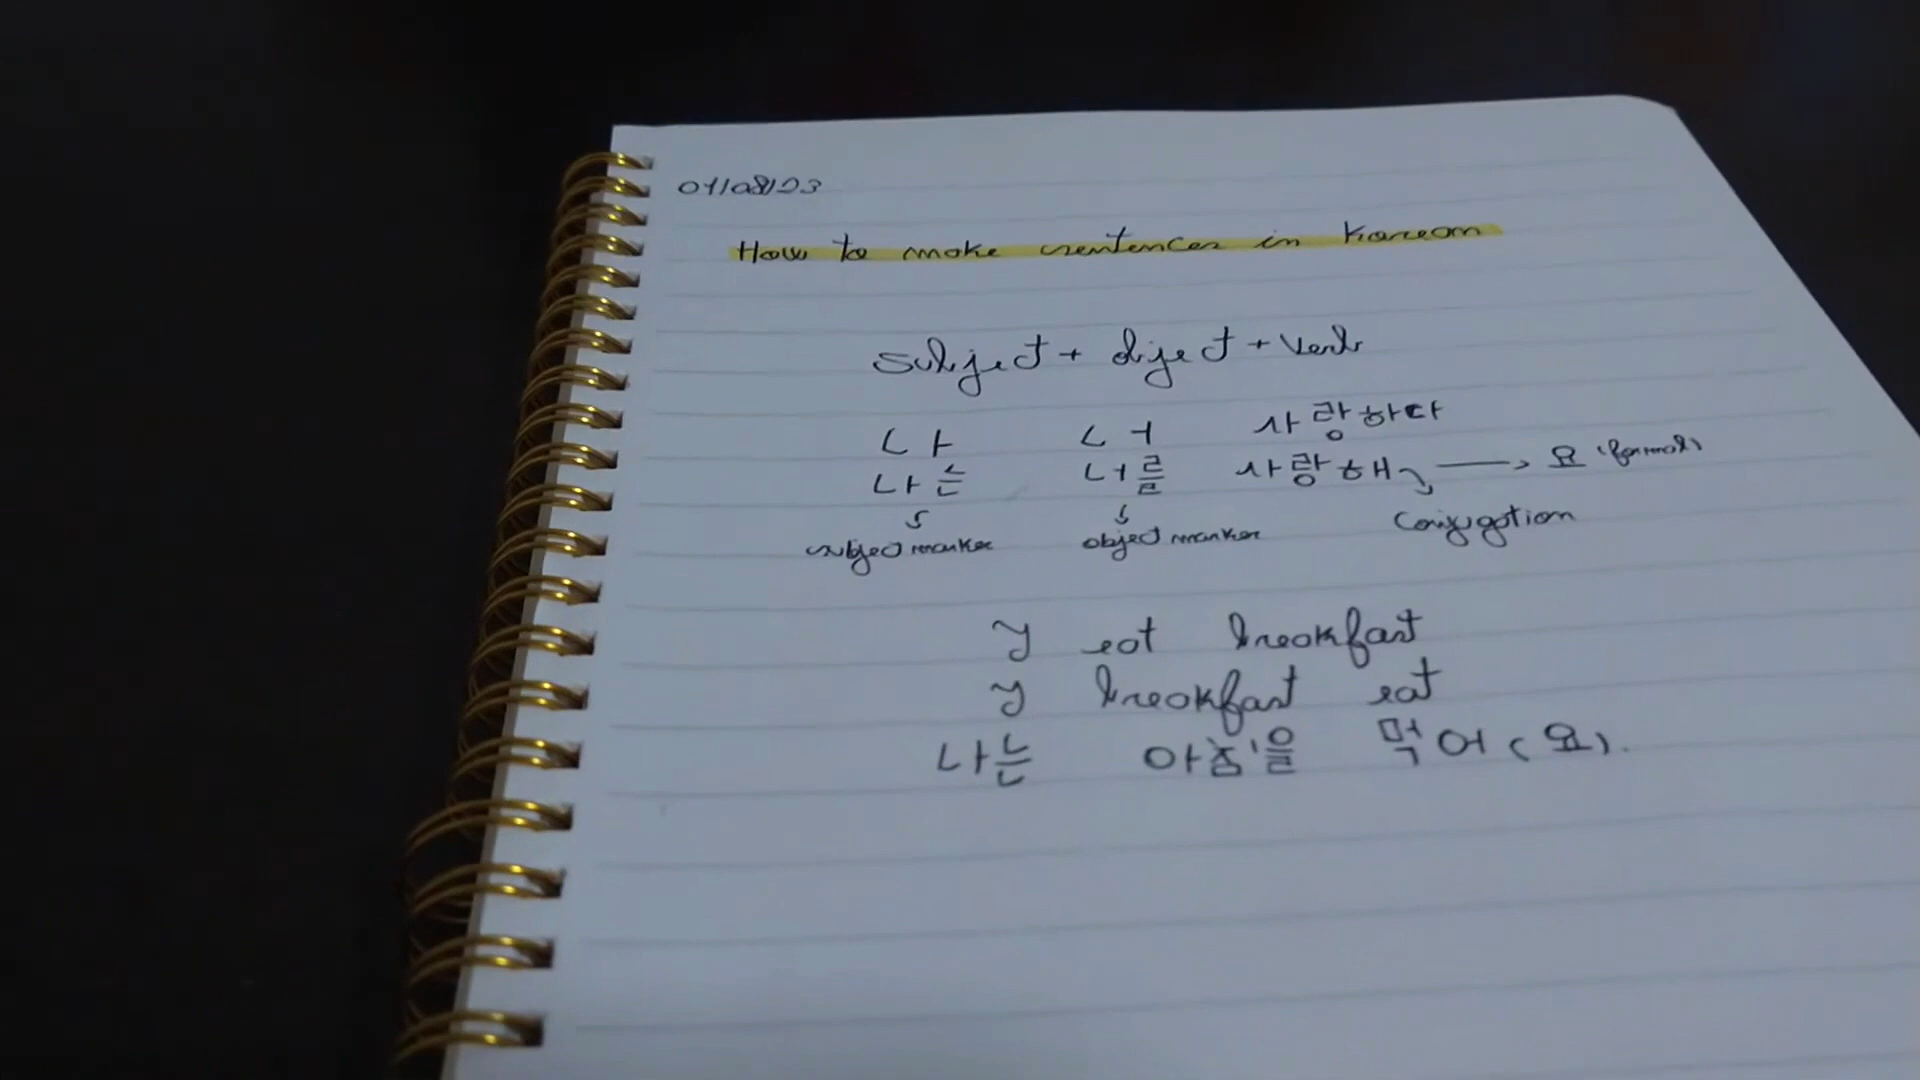 01/08/23
How to make sentences in Korean
Subject + object + Verb
나 너 사랑하다
나는 너를 사랑해 → 요 (formal)
subject marker object marker Conjugation
I eat breakfast
I breakfast eat
나는 아침을 먹어 (요).